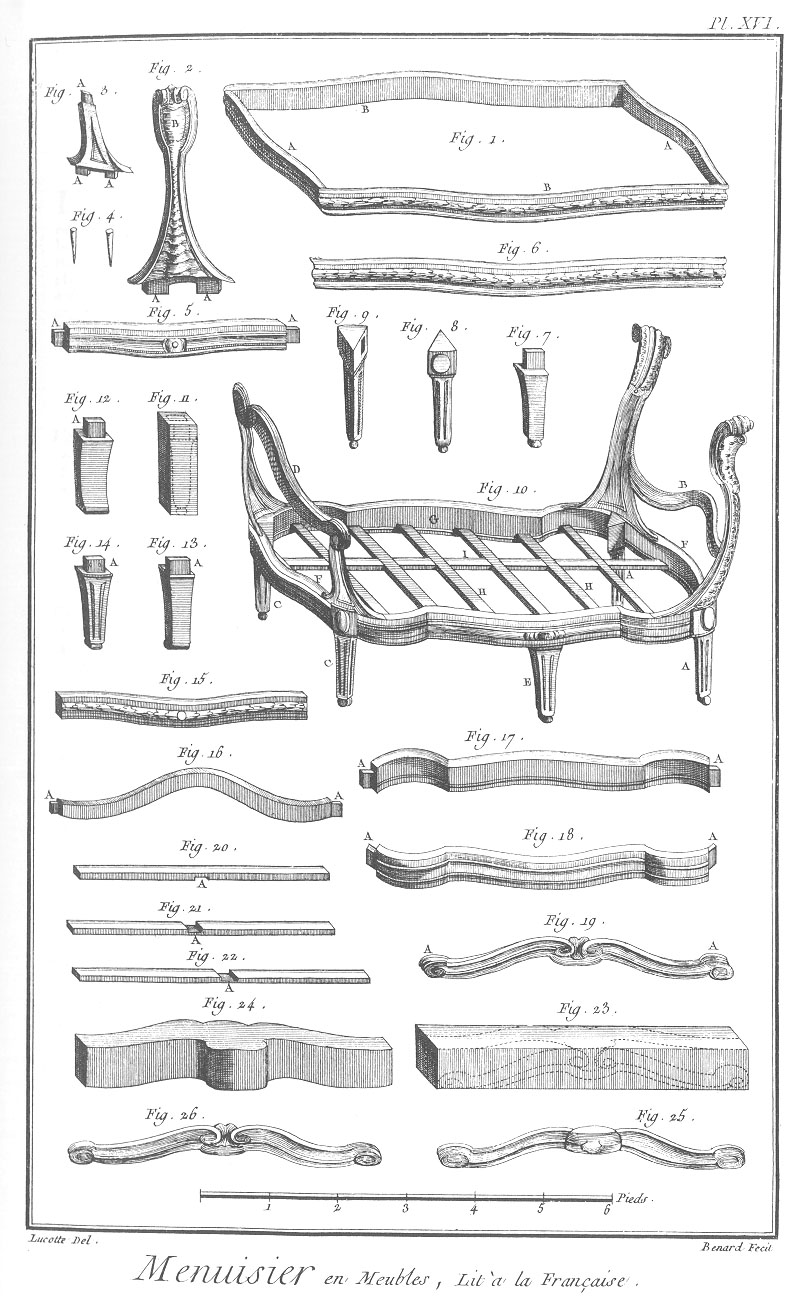 Pl. XVI.
Fig. 3.
A
A A
Fig. 2.
B
A A
B
Fig. 1.
A A
B
Fig. 4.
Fig. 6.
Fig. 5.
A A
Fig. 9.
Fig. 8.
Fig. 7.
Fig. 12.
A
Fig. 11.
Fig. 10.
D
B
G
F
I
F
A
H
H
C
C
E
A
Fig. 14.
A
Fig. 13.
A
Fig. 15.
Fig. 16.
A A
Fig. 17.
A A
Fig. 18.
A A
Fig. 20.
A
Fig. 21.
A
Fig. 22.
A
Fig. 19.
A A
Fig. 24.
Fig. 23.
Fig. 26.
Fig. 25.
1 2 3 4 5 6 Pieds.
Lucotte Del.
Benard Fecit
Menuisier en Meubles, Lit à la Française.